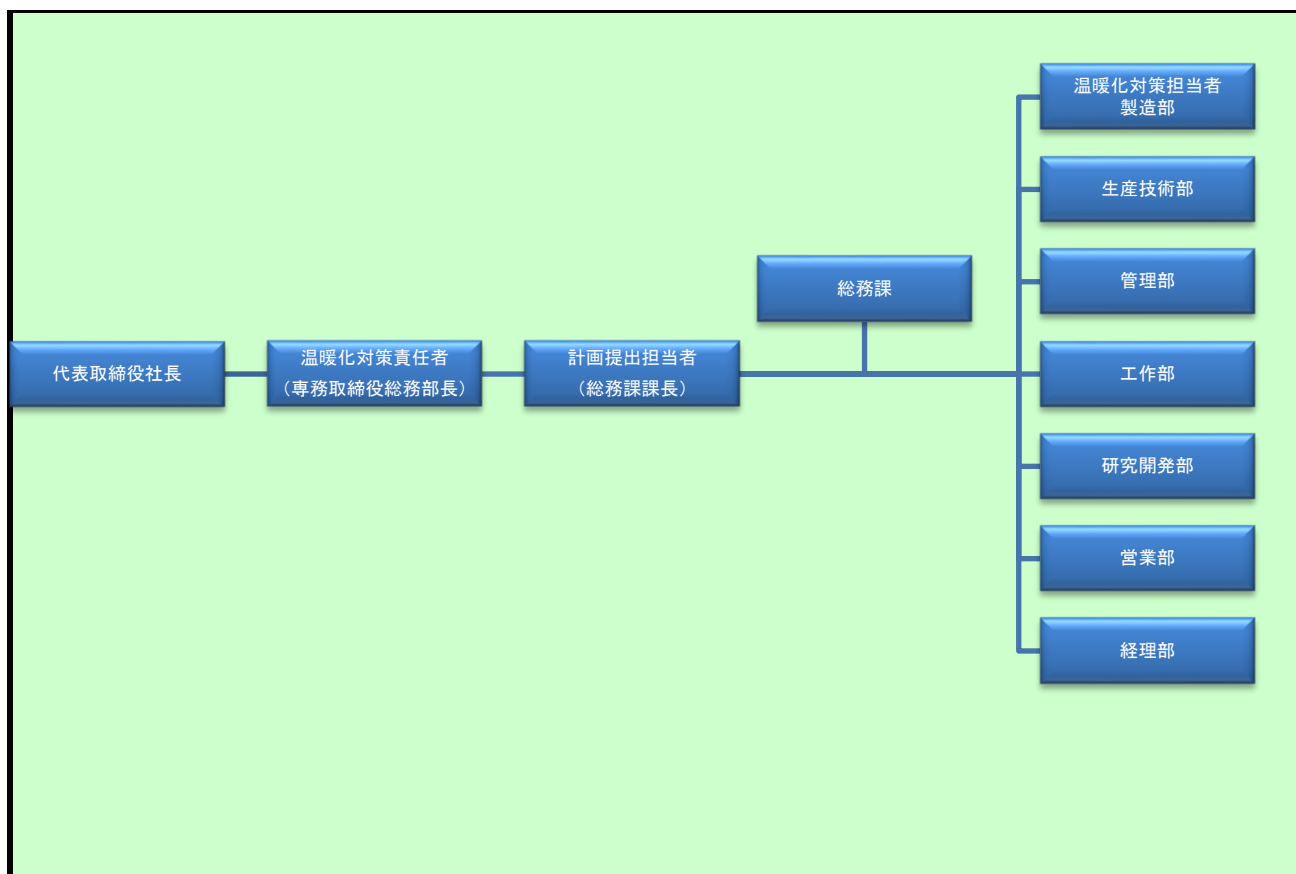 代表取締役社長
温暖化対策責任者
（専務取締役総務部長）
計画提出担当者
（総務課課長）
総務課
温暖化対策担当者
製造部
生産技術部
管理部
工作部
研究開発部
営業部
経理部